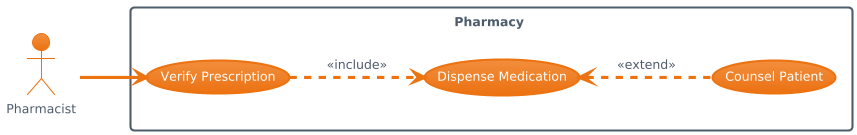 Pharmacy
Pharmacist
Verify Prescription
«include»
Dispense Medication
«extend»
Counsel Patient